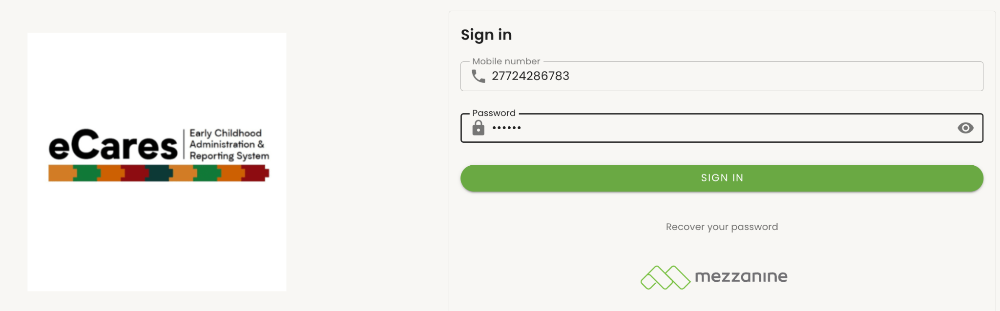 eCares
Early Childhood
Administration &
Reporting System
Sign in
Mobile number
27724286783
Password
••••••
SIGN IN
Recover your password
mezzanine